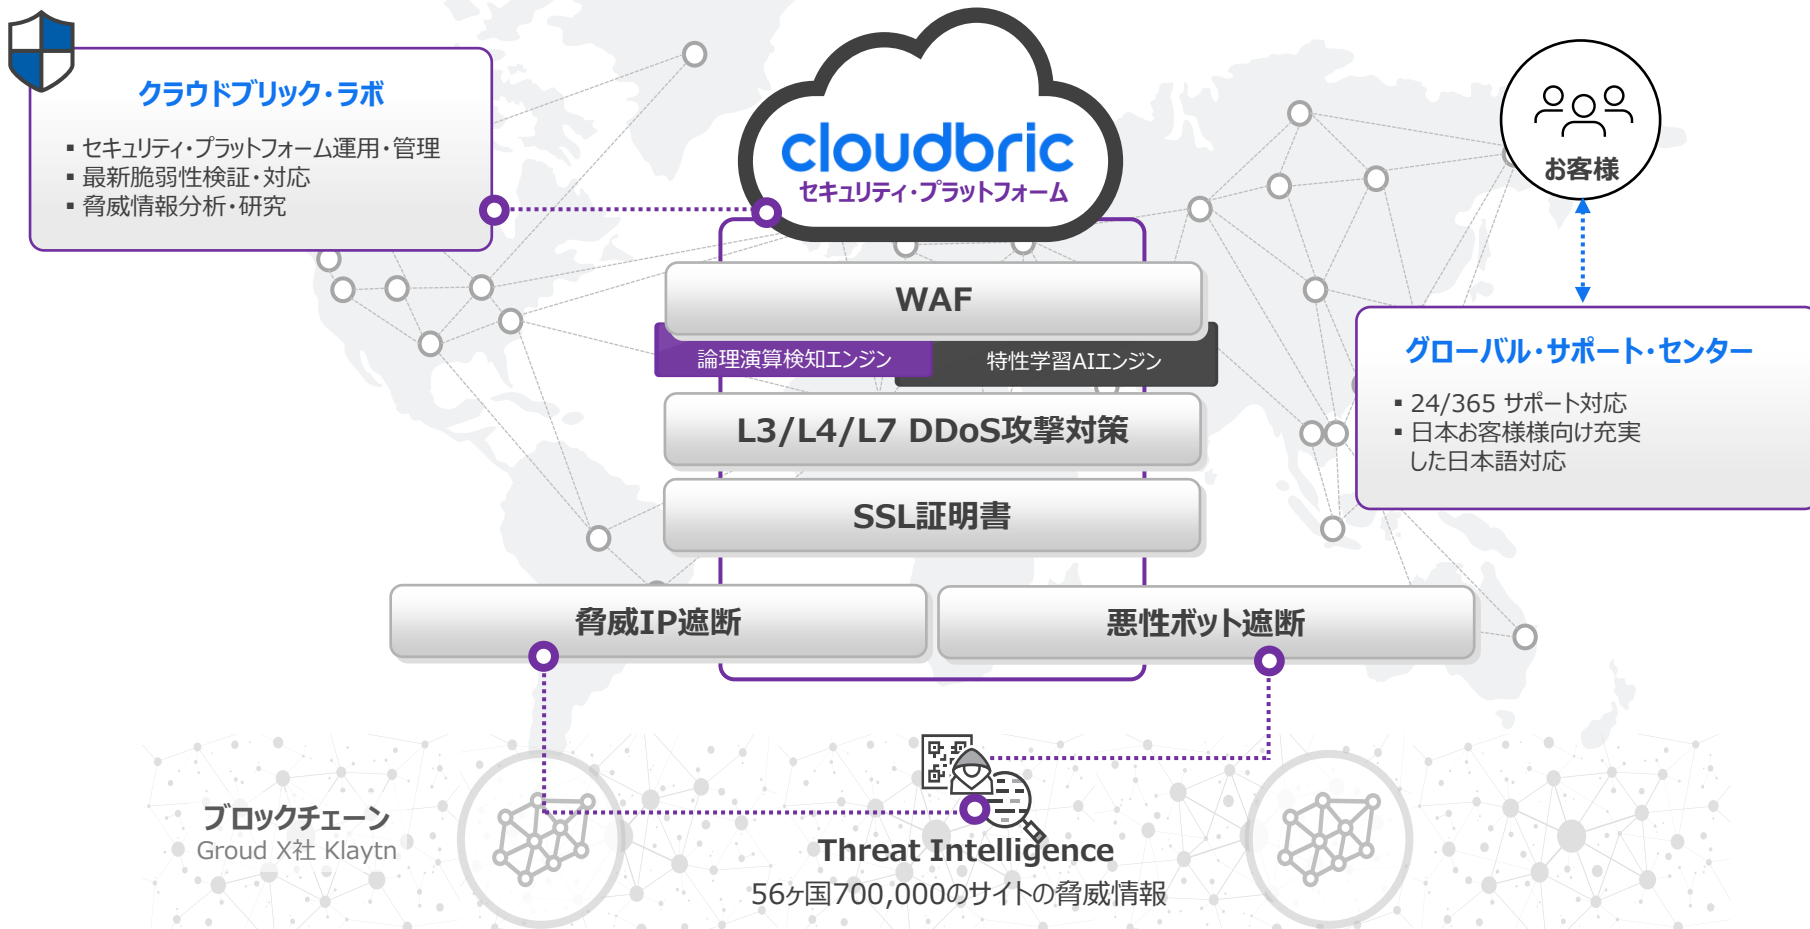 クラウドブリック・ラボ
▪ セキュリティ・プラットフォーム運用・管理
▪ 最新脆弱性検証・対応
▪ 脅威情報分析・研究
cloudbric
セキュリティ・プラットフォーム
お客様
WAF
論理演算検知エンジン
特性学習AIエンジン
L3/L4/L7 DDoS攻撃対策
SSL証明書
グローバル・サポート・センター
▪ 24/365 サポート対応
▪ 日本お客様様向け充実
した日本語対応
脅威IP遮断
悪性ボット遮断
ブロックチェーン
Groud X社 Klaytn
Threat Intelligence
56ヶ国700,000のサイトの脅威情報